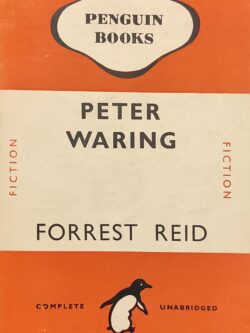 PENGUIN
BOOKS
PETER
WARING
FICTION
FICTION
FORREST REID
COMPLETE UNABRIDGED